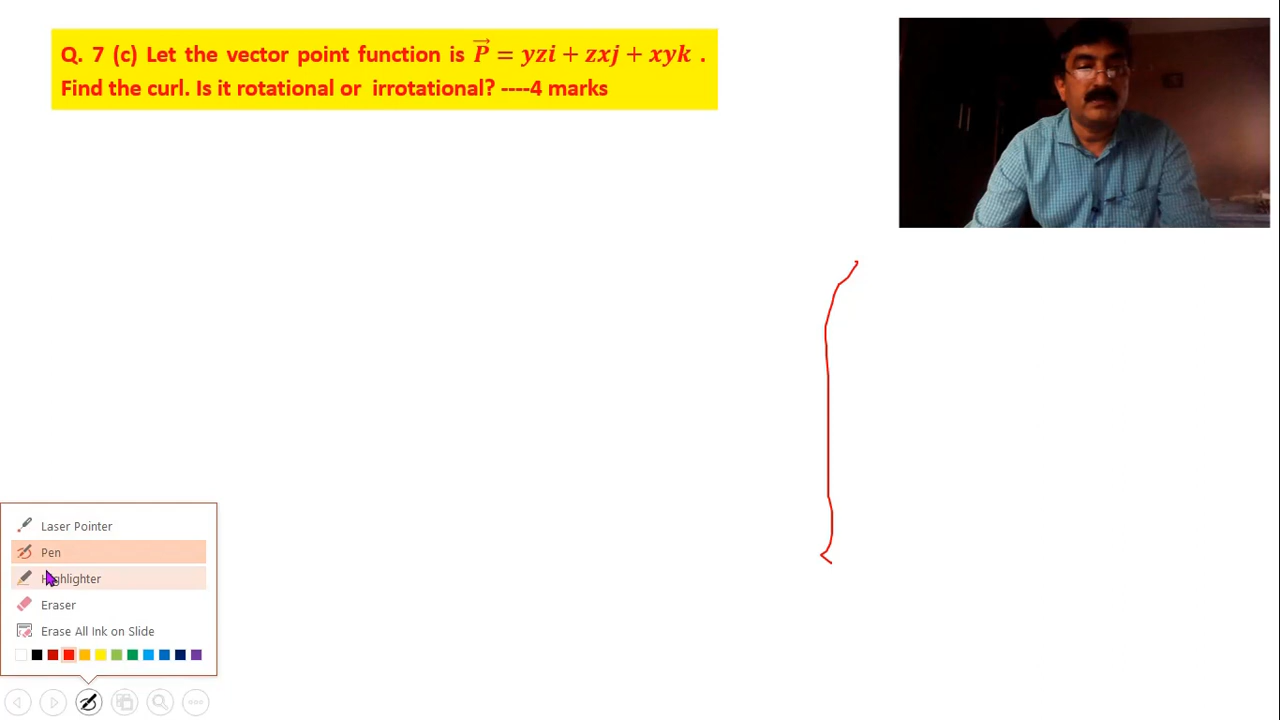 Q. 7 (c) Let the vector point function is \vec{P} = yzi + zxj + xyk .
Find the curl. Is it rotational or irrotational? ----4 marks
Laser Pointer
Pen
Highlighter
Eraser
Erase All Ink on Slide